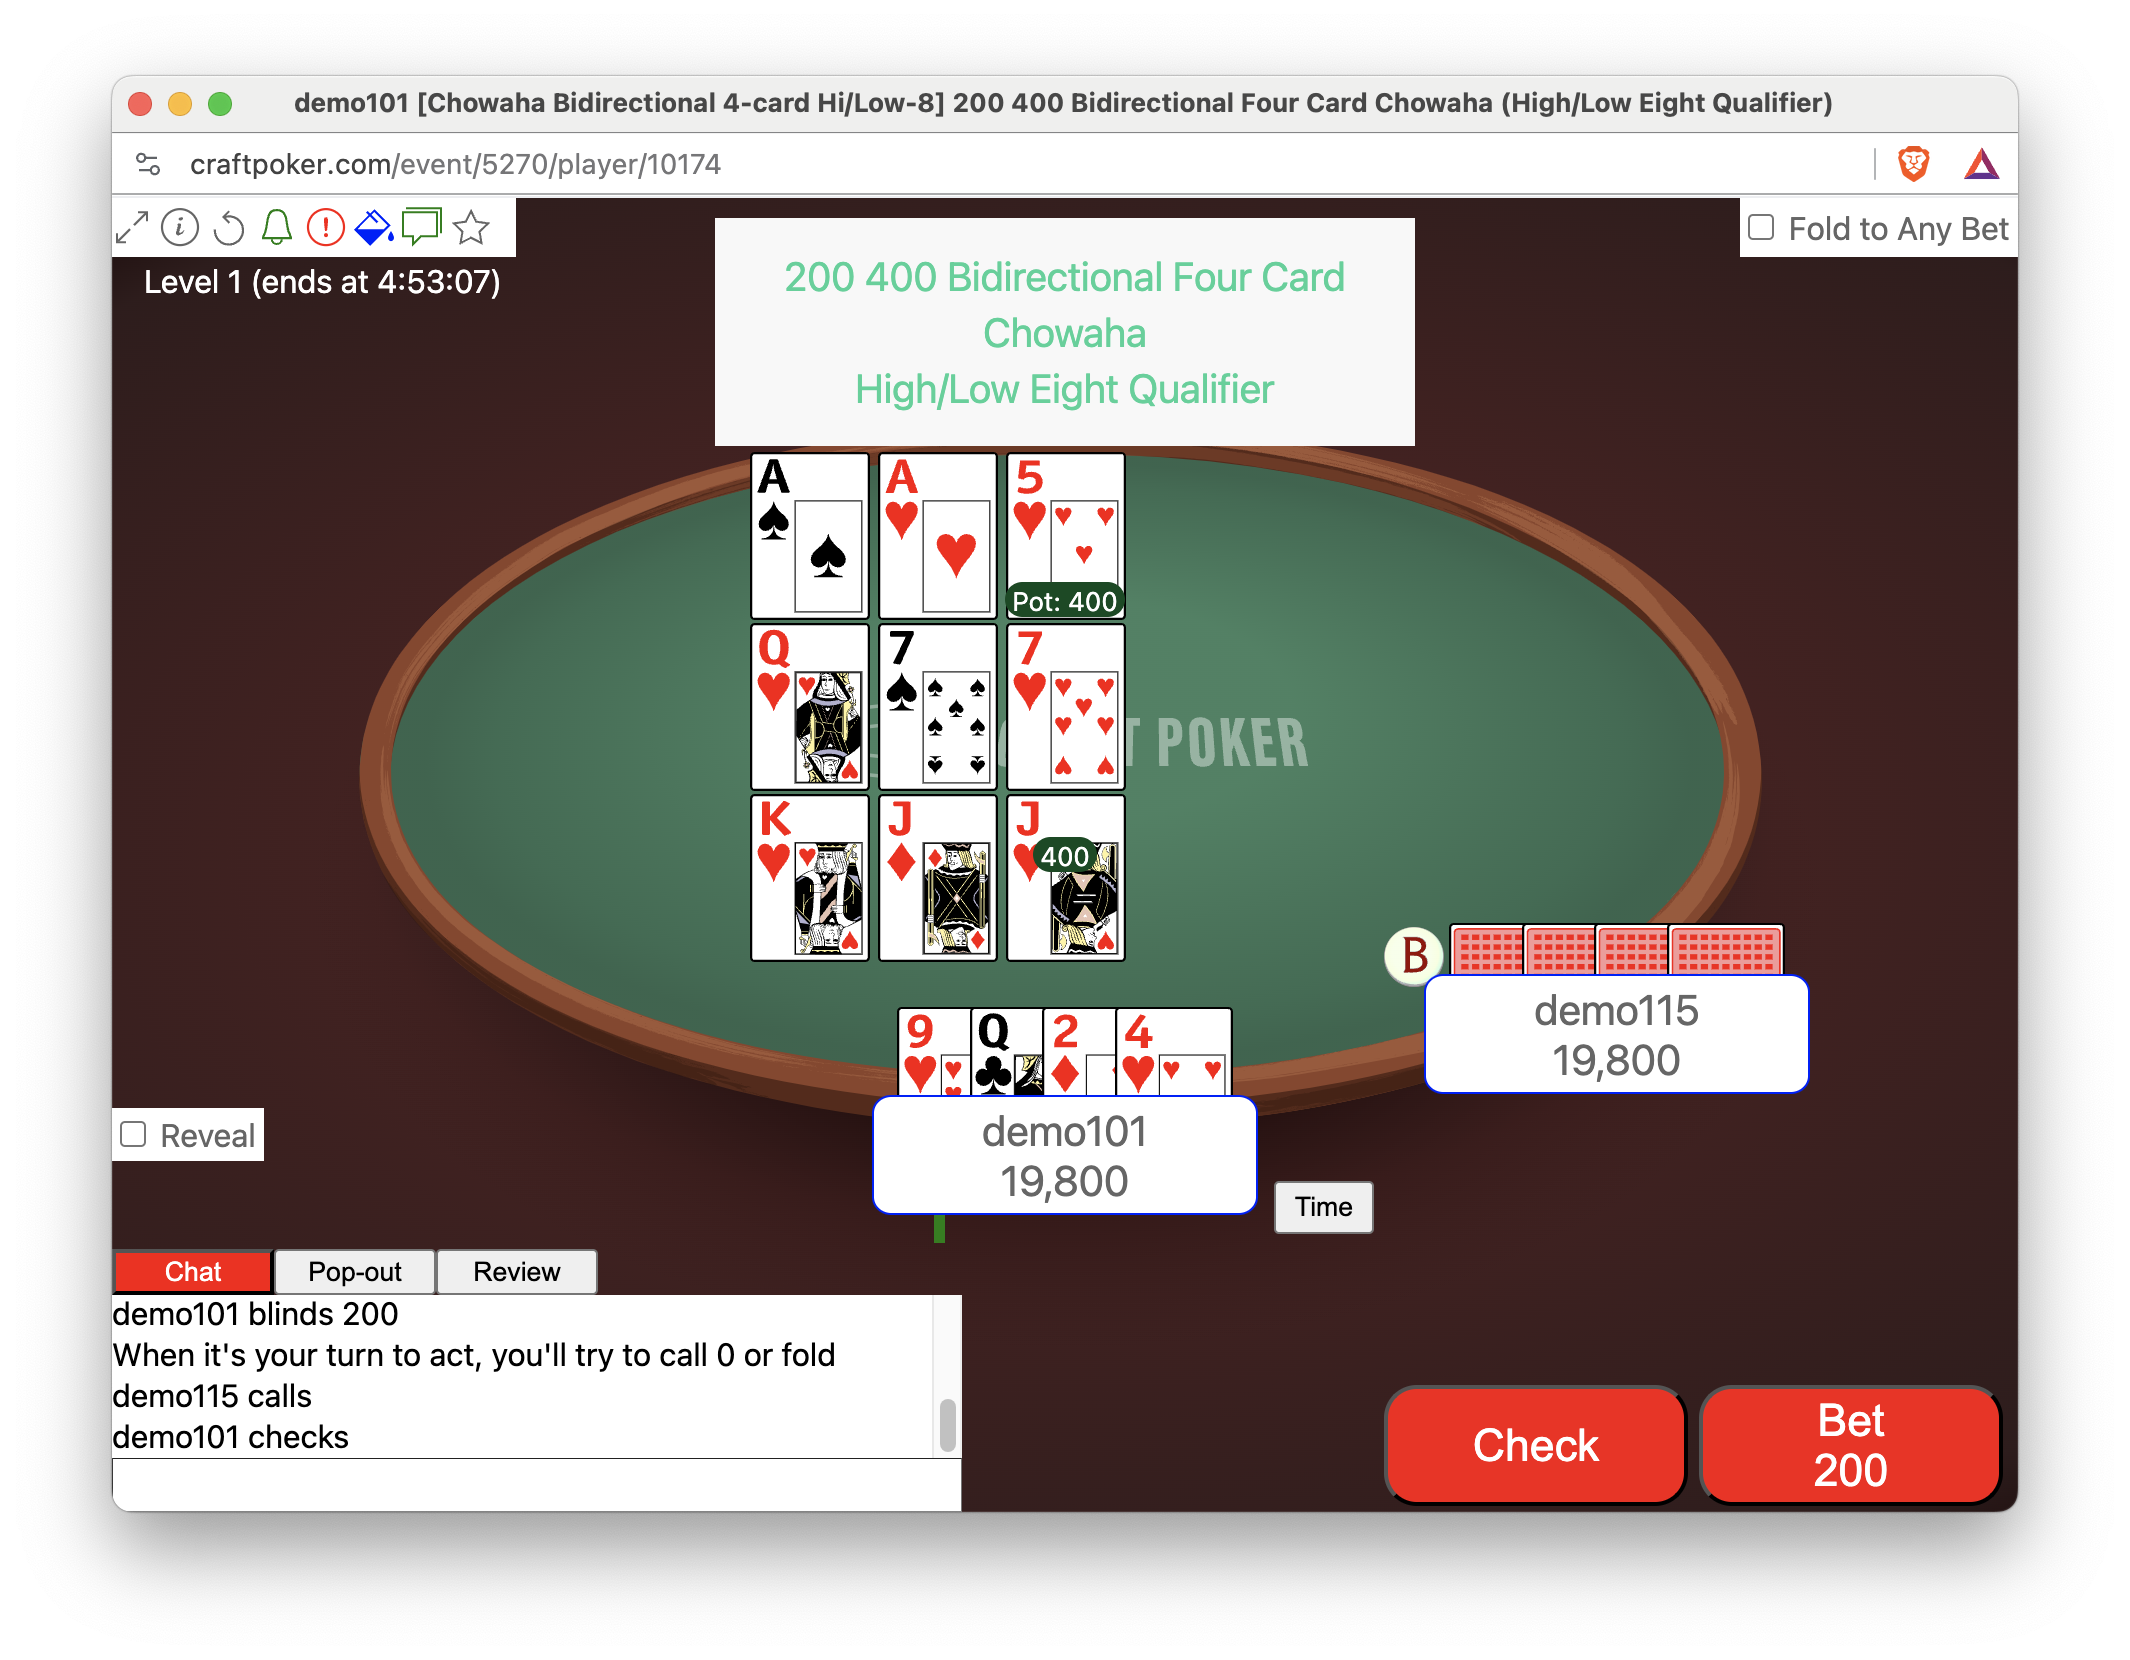 demo101 [Chowaha Bidirectional 4-card Hi/Low-8] 200 400 Bidirectional Four Card Chowaha (High/Low Eight Qualifier)
craftpoker.com/event/5270/player/10174
Fold to Any Bet
Level 1 (ends at 4:53:07)
200 400 Bidirectional Four Card
Chowaha
High/Low Eight Qualifier
A A 5
Pot: 400
Q 7 7
T POKER
K J J
400
B
demo115
19,800
9 Q 2 4
demo101
19,800
Reveal
Time
Chat Pop-out Review
demo101 blinds 200
When it's your turn to act, you'll try to call 0 or fold
demo115 calls
demo101 checks
Check
Bet
200